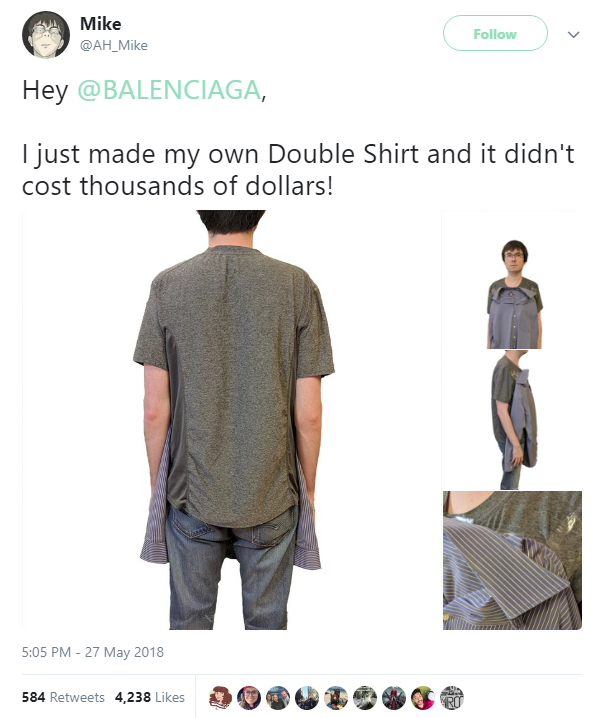 Mike
@AH_Mike
Follow
Hey @BALENCIAGA,
I just made my own Double Shirt and it didn't
cost thousands of dollars!
5:05 PM - 27 May 2018
584 Retweets 4,238 Likes